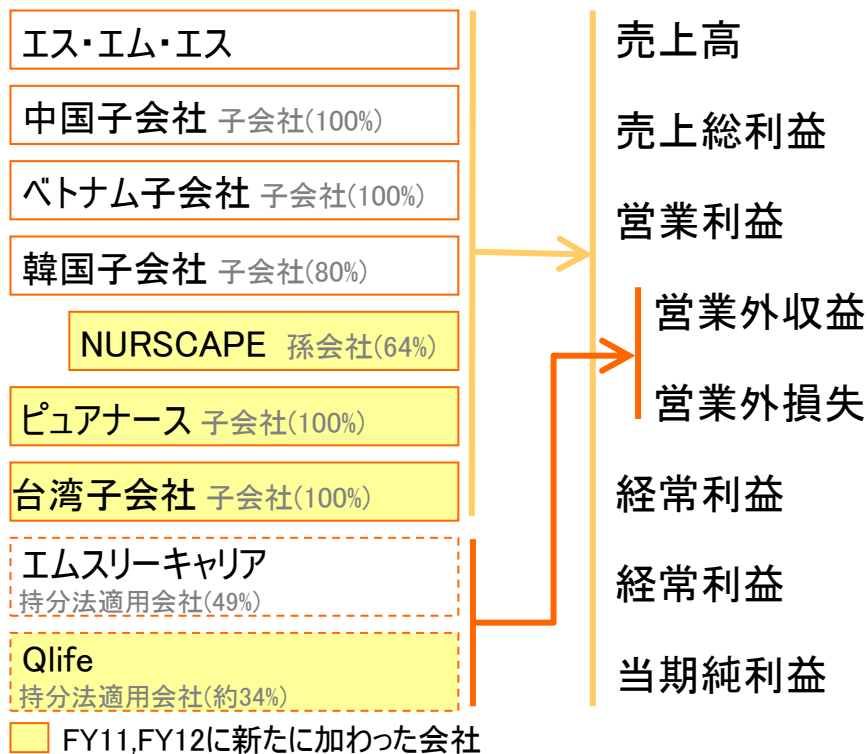 エス・エム・エス
中国子会社 子会社(100%)
ベトナム子会社 子会社(100%)
韓国子会社 子会社(80%)
NURSCAPE 孫会社(64%)
ピュアナース 子会社(100%)
台湾子会社 子会社(100%)
エムスリーキャリア
持分法適用会社(49%)
Qlife
持分法適用会社(約34%)
FY11,FY12に新たに加わった会社
売上高
売上総利益
営業利益
営業外収益
営業外損失
経常利益
経常利益
当期純利益